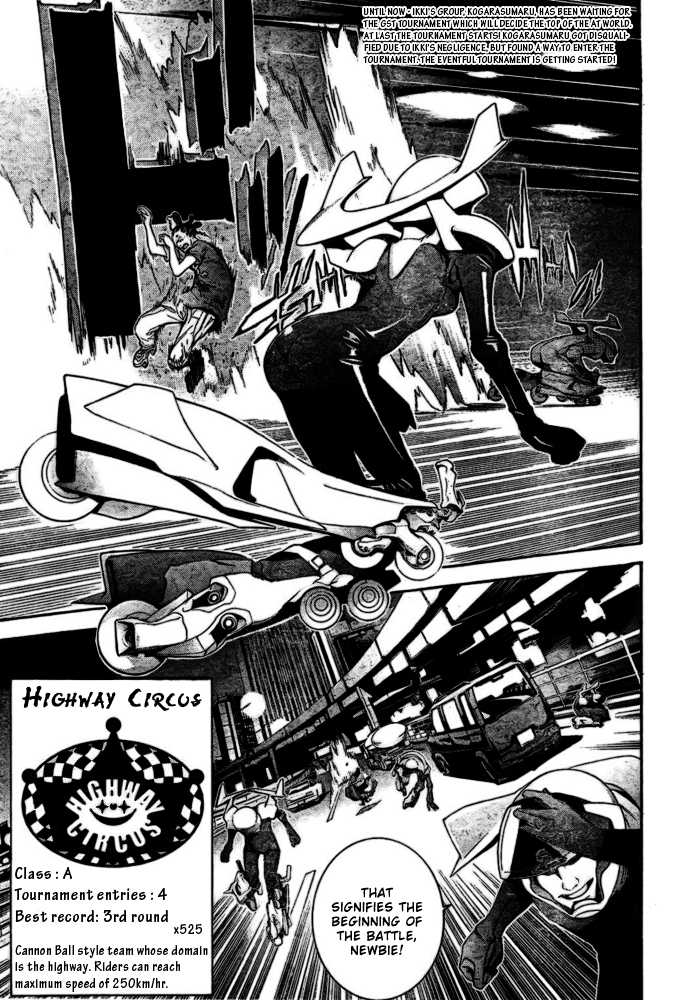 UNTIL NOW - IKKI'S GROUP, KOGARASUMARU, HAS BEEN WAITING FOR
THE GST TOURNAMENT WHICH WILL DECIDE THE TOP OF THE AT WORLD.
AT LAST THE TOURNAMENT STARTS! KOGARASUMARU GOT DISQUALI-
FIED DUE TO IKKI'S NEGLIGENCE, BUT FOUND A WAY TO ENTER THE
TOURNAMENT. THE EVENTFUL TOURNAMENT IS GETTING STARTED!
HIGHWAY CIRCUS
HIGHWAY
CIRCUS
Class : A
Tournament entries : 4
Best record: 3rd round
x525
Cannon Ball style team whose domain
is the highway. Riders can reach
maximum speed of 250km/hr.
THAT
SIGNIFIES THE
BEGINNING OF
THE BATTLE,
NEWBIE!